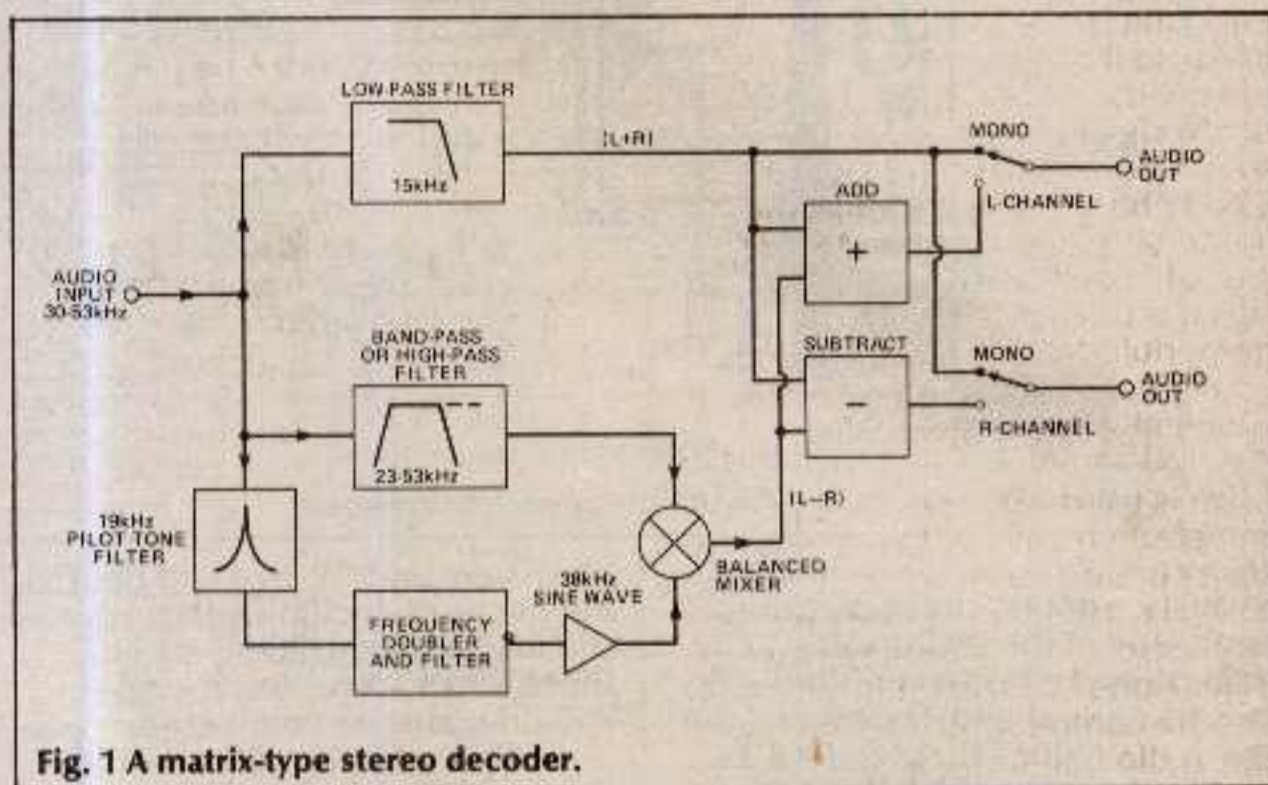 LOW-PASS FILTER
15kHz
(L+R)
MONO
AUDIO
OUT
ADD
+
L-CHANNEL
AUDIO
INPUT
30-53kHz
BAND-PASS
OR HIGH-PASS
FILTER
23-53kHz
SUBTRACT
−
MONO
AUDIO
OUT
R-CHANNEL
19kHz
PILOT TONE
FILTER
(L−R)
BALANCED
MIXER
38kHz
SINE WAVE
FREQUENCY
DOUBLER
AND FILTER
Fig. 1 A matrix-type stereo decoder.